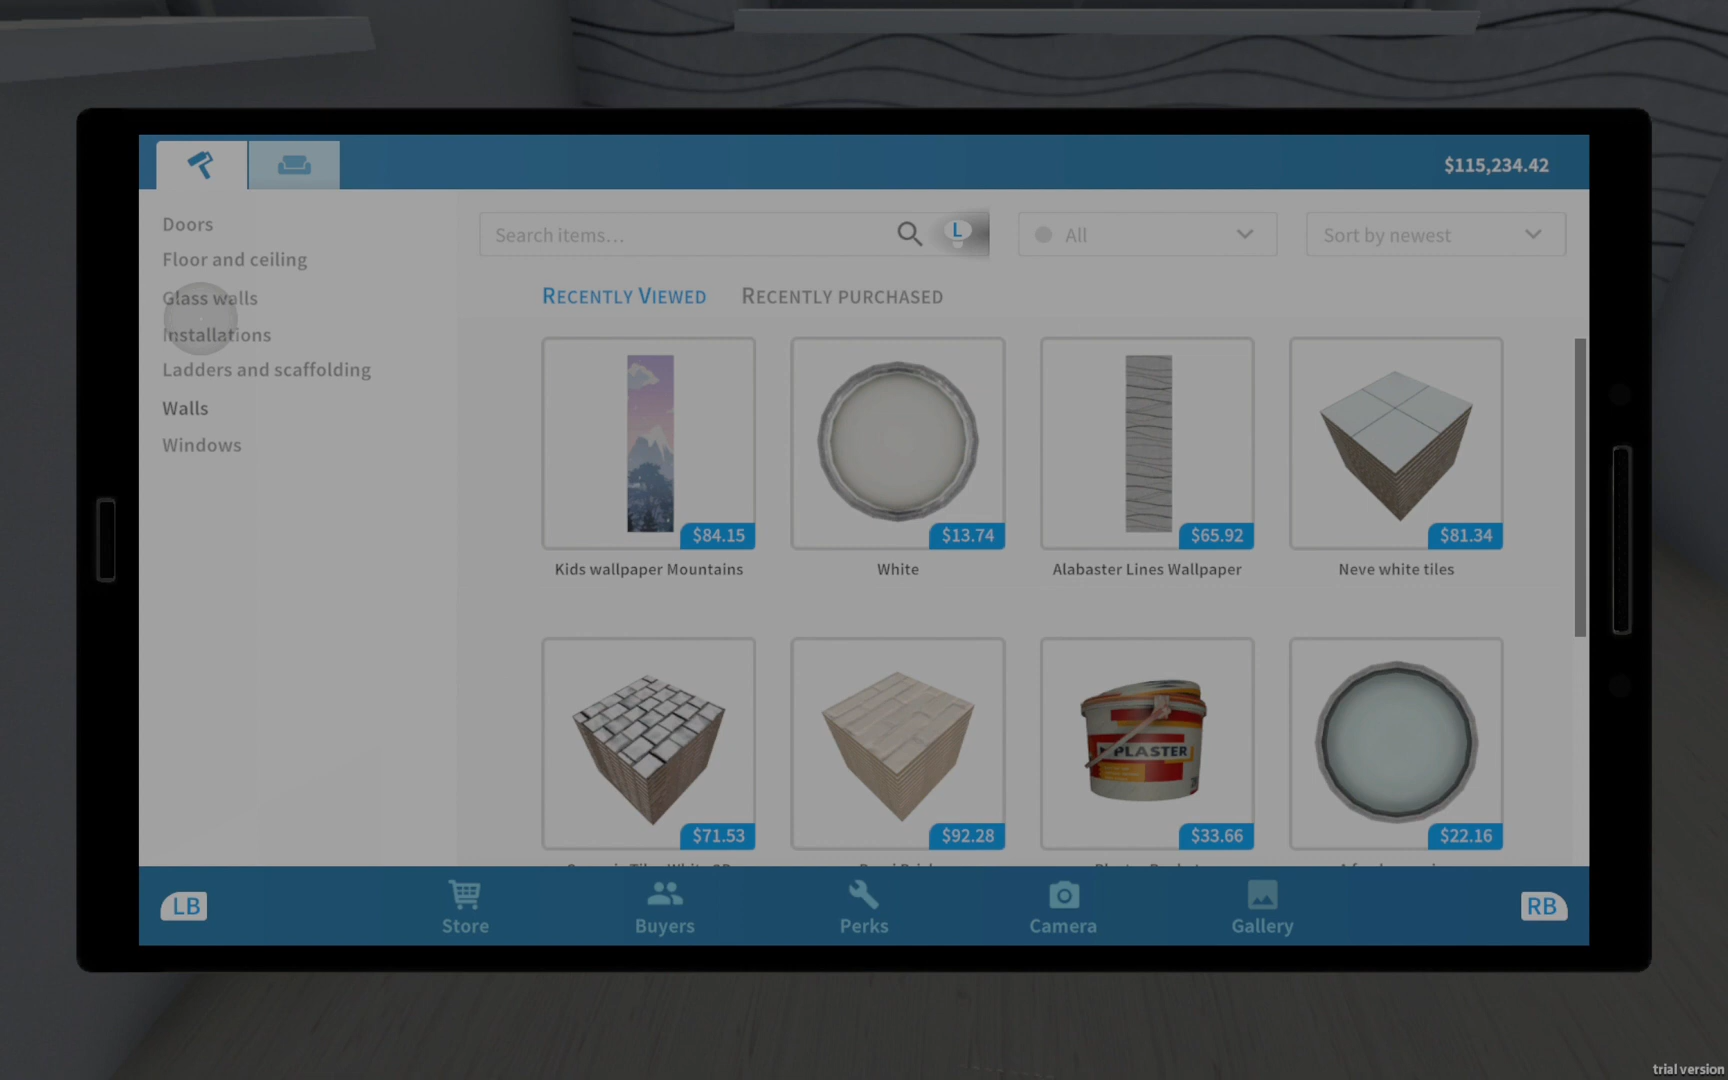 $115,234.42
Doors
Floor and ceiling
Glass walls
Installations
Ladders and scaffolding
Walls
Windows
Search items...
L
All
Sort by newest
RECENTLY VIEWED
RECENTLY PURCHASED
$84.15
$13.74
$65.92
$81.34
Kids wallpaper Mountains
White
Alabaster Lines Wallpaper
Neve white tiles
PLASTER
$71.53
$92.28
$33.66
$22.16
LB
Store
Buyers
Perks
Camera
Gallery
RB
trial version